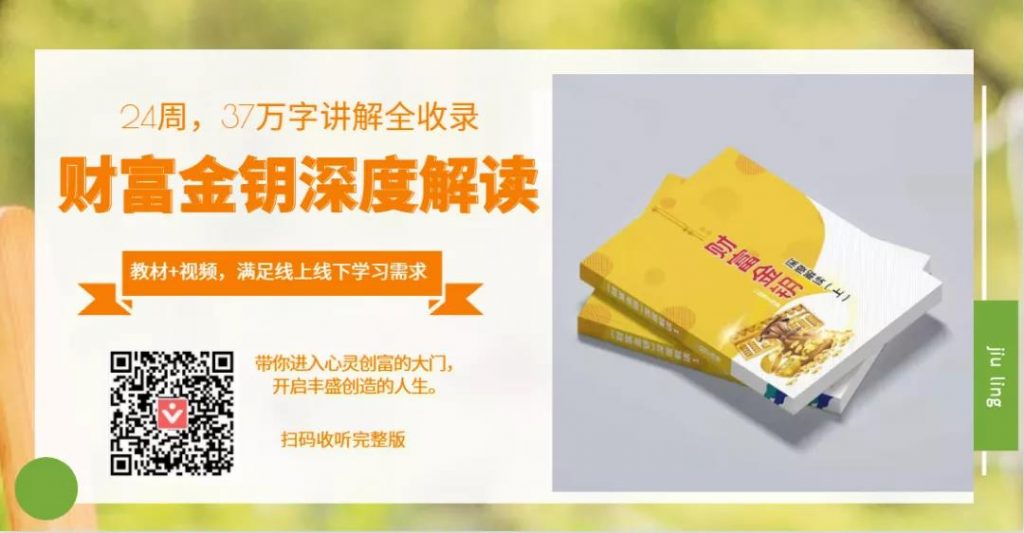 24周，37万字讲解全收录
财富金钥深度解读
教材+视频，满足线上线下学习需求
带你进入心灵创富的大门，
开启丰盛创造的人生。
扫码收听完整版
财富金钥
jiu ling